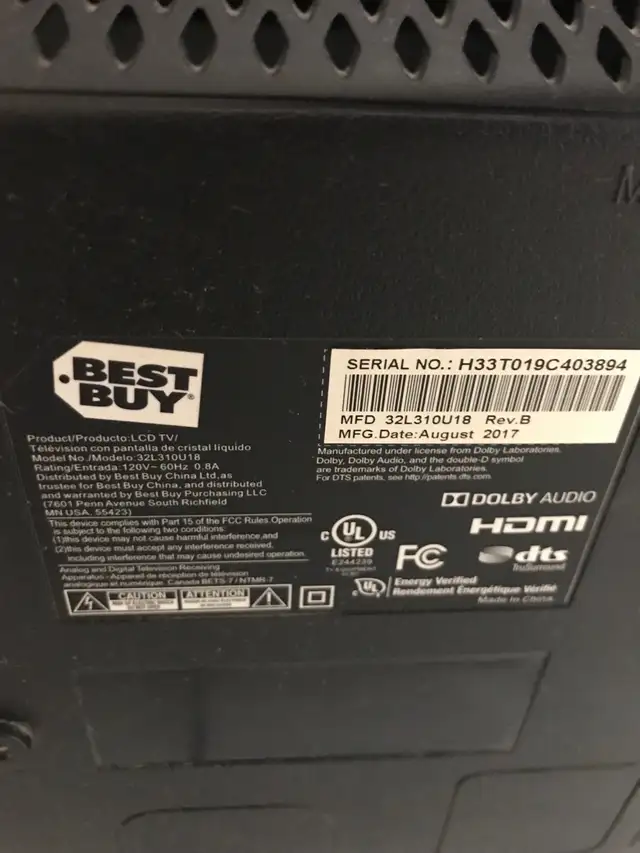 M
BEST
BUY®
SERIAL NO.: H33T019C403894
MFD 32L310U18 Rev.B
MFG.Date:August 2017
Product/Producto:LCD TV/
Télévision con pantalla de cristal líquido
Model No./Modelo:32L310U18
Rating/Entrada:120V~ 60Hz 0.8A
Distributed by Best Buy China Ltd,as
trustee for Best Buy China, and distributed
and warranted by Best Buy Purchasing LLC
(7601 Penn Avenue South Richfield
MN USA, 55423)
This device complies with Part 15 of the FCC Rules.Operation
is subject to the following two conditions:
(1)this device may not cause harmful interference,and
(2)this device must accept any interference received,
including interference that may cause undesired operation.
Analog and Digital Television Receiving
Apparatus - Appareil de réception de télévision
analogique et numérique, Canada BETS-7 / NTMR-7
CAUTION
ATTENTION
Manufactured under license from Dolby Laboratories.
Dolby, Dolby Audio, and the double-D symbol
are trademarks of Dolby Laboratories.
For DTS patents, see http://patents.dts.com.
DOLBY AUDIO
HDMI
C UL US
LISTED
E244239
FC
dts
TruSurround
UL
Energy Verified
Rendement Énergétique Vérifié
Made in China